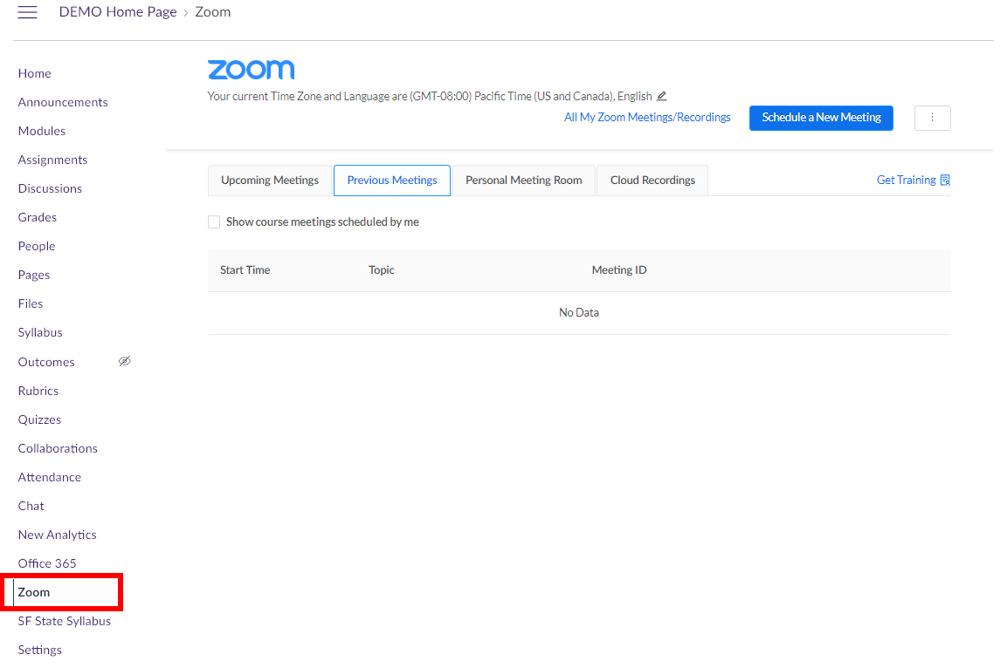 DEMO Home Page › Zoom
Home
Announcements
Modules
Assignments
Discussions
Grades
People
Pages
Files
Syllabus
Outcomes
Rubrics
Quizzes
Collaborations
Attendance
Chat
New Analytics
Office 365
Zoom
SF State Syllabus
Settings
zoom
Your current Time Zone and Language are (GMT-08:00) Pacific Time (US and Canada), English
All My Zoom Meetings/Recordings Schedule a New Meeting
Upcoming Meetings Previous Meetings Personal Meeting Room Cloud Recordings Get Training
Show course meetings scheduled by me
Start Time Topic Meeting ID
No Data